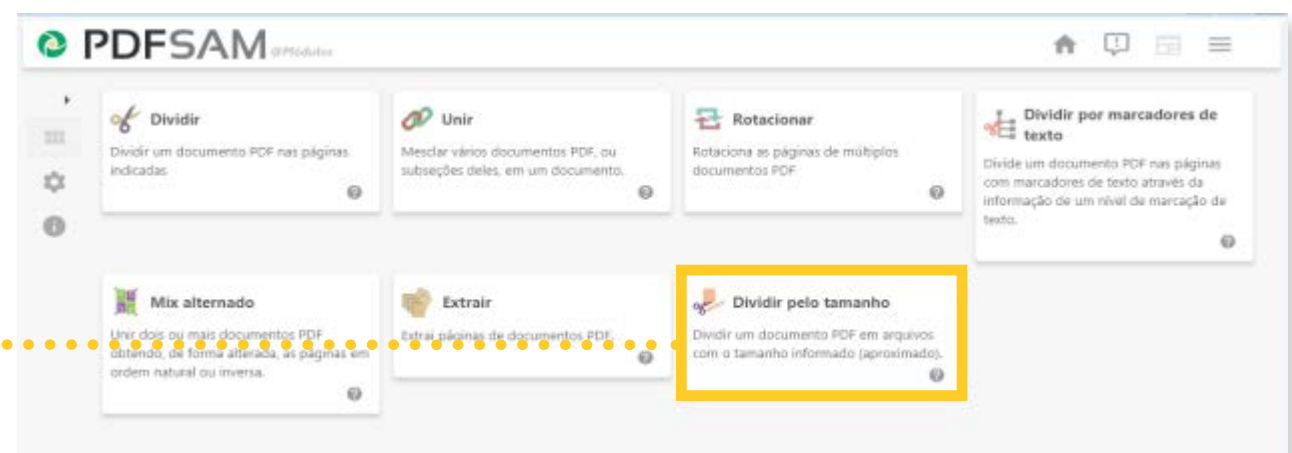 PDFSAM @Módulos
Dividir
Dividir um documento PDF nas páginas
indicadas
Unir
Mesclar vários documentos PDF, ou
subseções deles, em um documento.
Rotacionar
Rotaciona as páginas de múltiplos
documentos PDF
Dividir por marcadores de
texto
Divide um documento PDF nas páginas
com marcadores de texto através da
informação de um nível de marcação de
texto.
Mix alternado
Unir dois ou mais documentos PDF
obtendo, de forma alterada, as páginas em
ordem natural ou inversa.
Extrair
Extrai páginas de documentos PDF.
Dividir pelo tamanho
Dividir um documento PDF em arquivos
com o tamanho informado (aproximado).